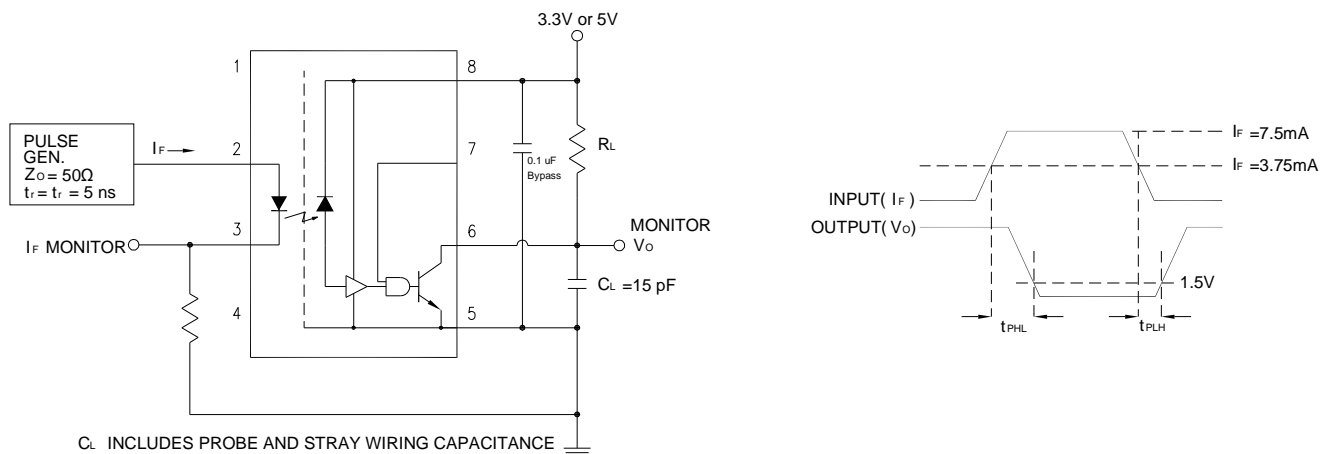 3.3V or 5V
1
8
PULSE
GEN.
ZO = 50Ω
tr = tr = 5 ns
IF
2
7
0.1 uF
Bypass
RL
3
6
MONITOR
VO
IF MONITOR
4
5
CL =15 pF
CL INCLUDES PROBE AND STRAY WIRING CAPACITANCE
IF =7.5mA
IF =3.75mA
INPUT( IF )
OUTPUT( VO)
1.5V
tPHL
tPLH